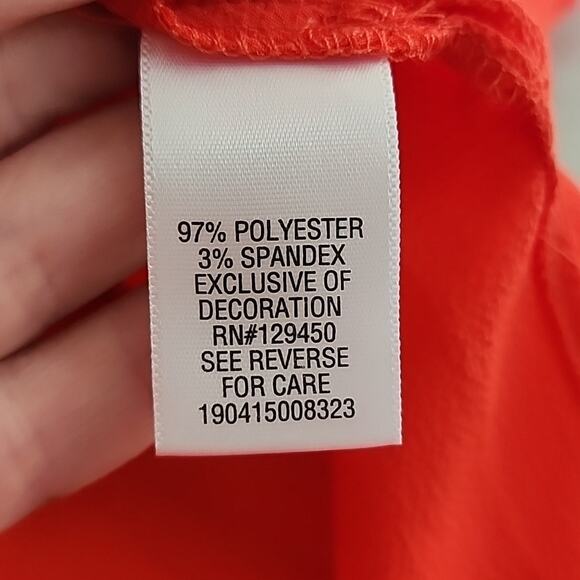 97% POLYESTER
3% SPANDEX
EXCLUSIVE OF
DECORATION
RN#129450
SEE REVERSE
FOR CARE
190415008323